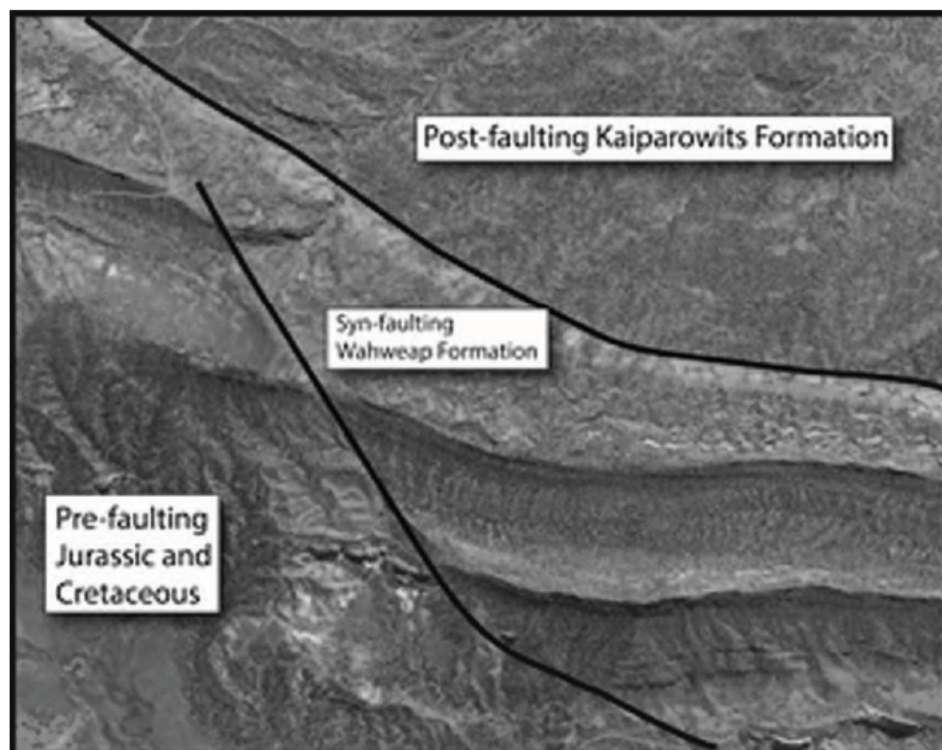 Post-faulting Kaiparowits Formation
Syn-faulting
Wahweap Formation
Pre-faulting
Jurassic and
Cretaceous